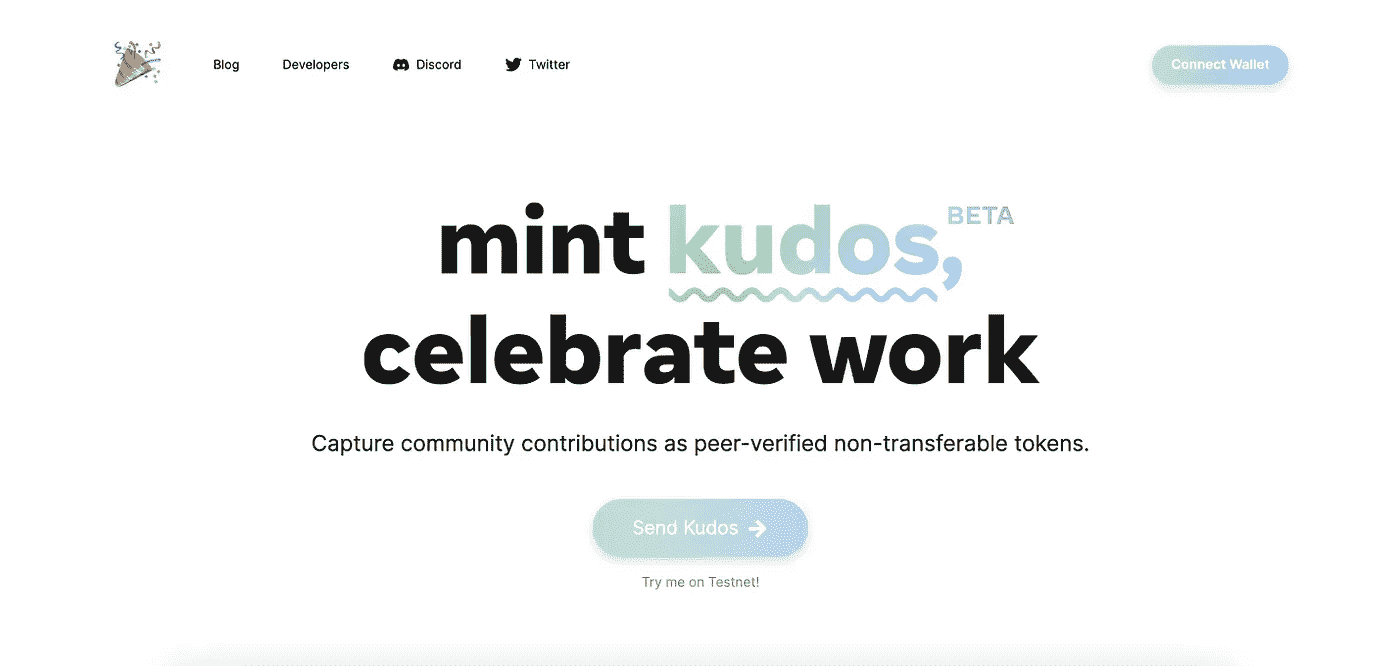 Blog Developers Discord Twitter Connect Wallet
mint kudos, BETA
celebrate work
Capture community contributions as peer-verified non-transferable tokens.
Send Kudos →
Try me on Testnet!